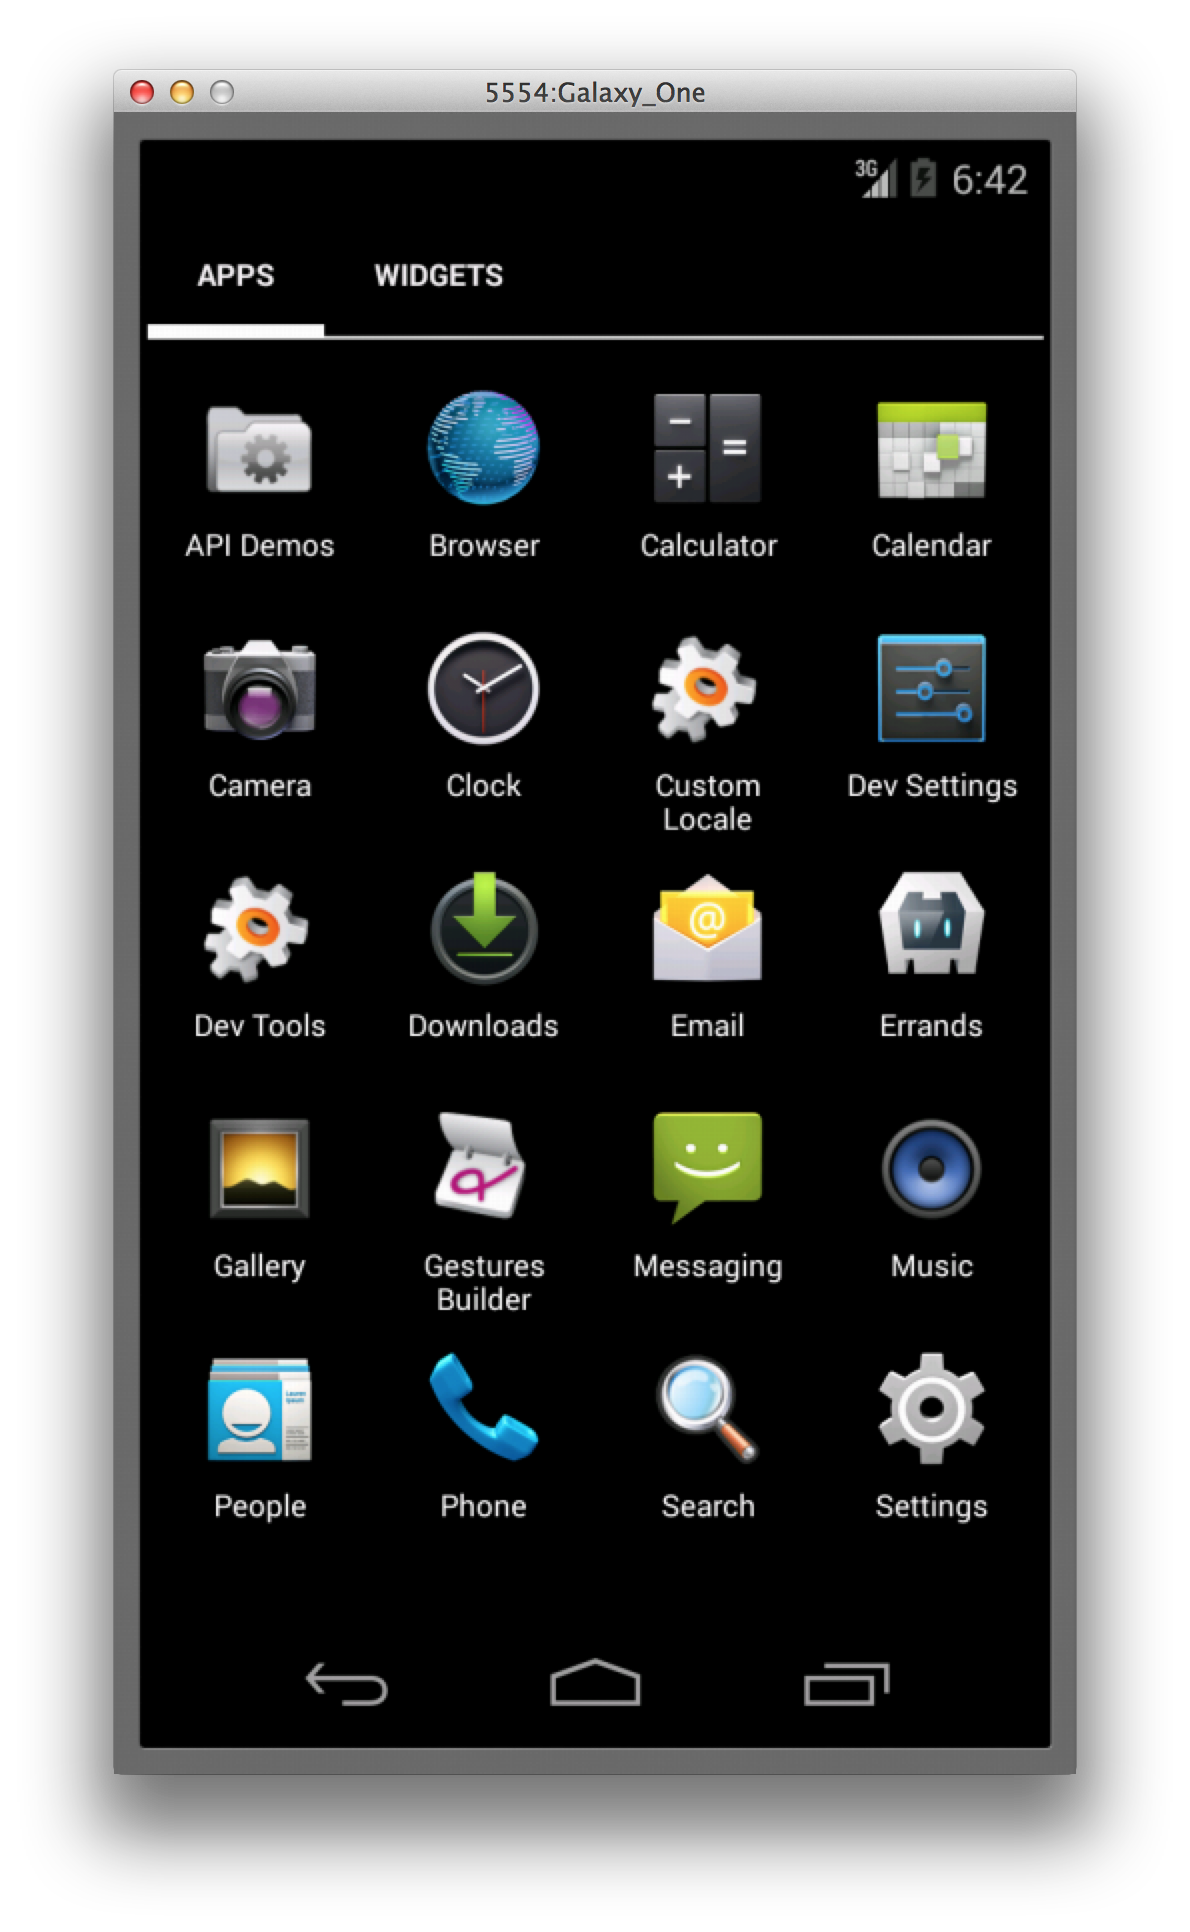 5554:Galaxy_One
3G 6:42
APPS WIDGETS
API Demos Browser Calculator Calendar
Camera Clock Custom Locale Dev Settings
Dev Tools Downloads Email Errands
Gallery Gestures Builder Messaging Music
People Phone Search Settings